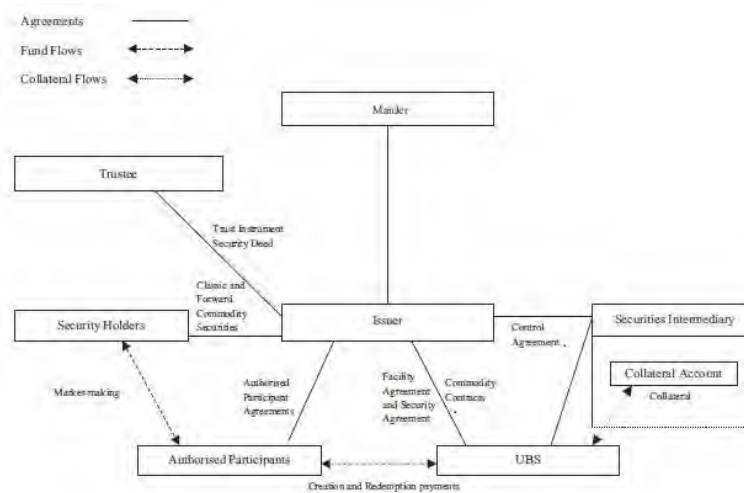 Agreements
Fund Flows
Collateral Flows
Trustee
Trust Instrument
Security Deed
Classic and
Forward
Commodity
Securities
Security Holders
Issuer
Securities Intermediary
Control
Agreement
Collateral Account
Collateral
Market-making
Authorised
Participant
Agreements
Facility
Agreement
and Security
Agreement
Commodity
Contracts
Authorised Participants
UBS
Creation and Redemption payments